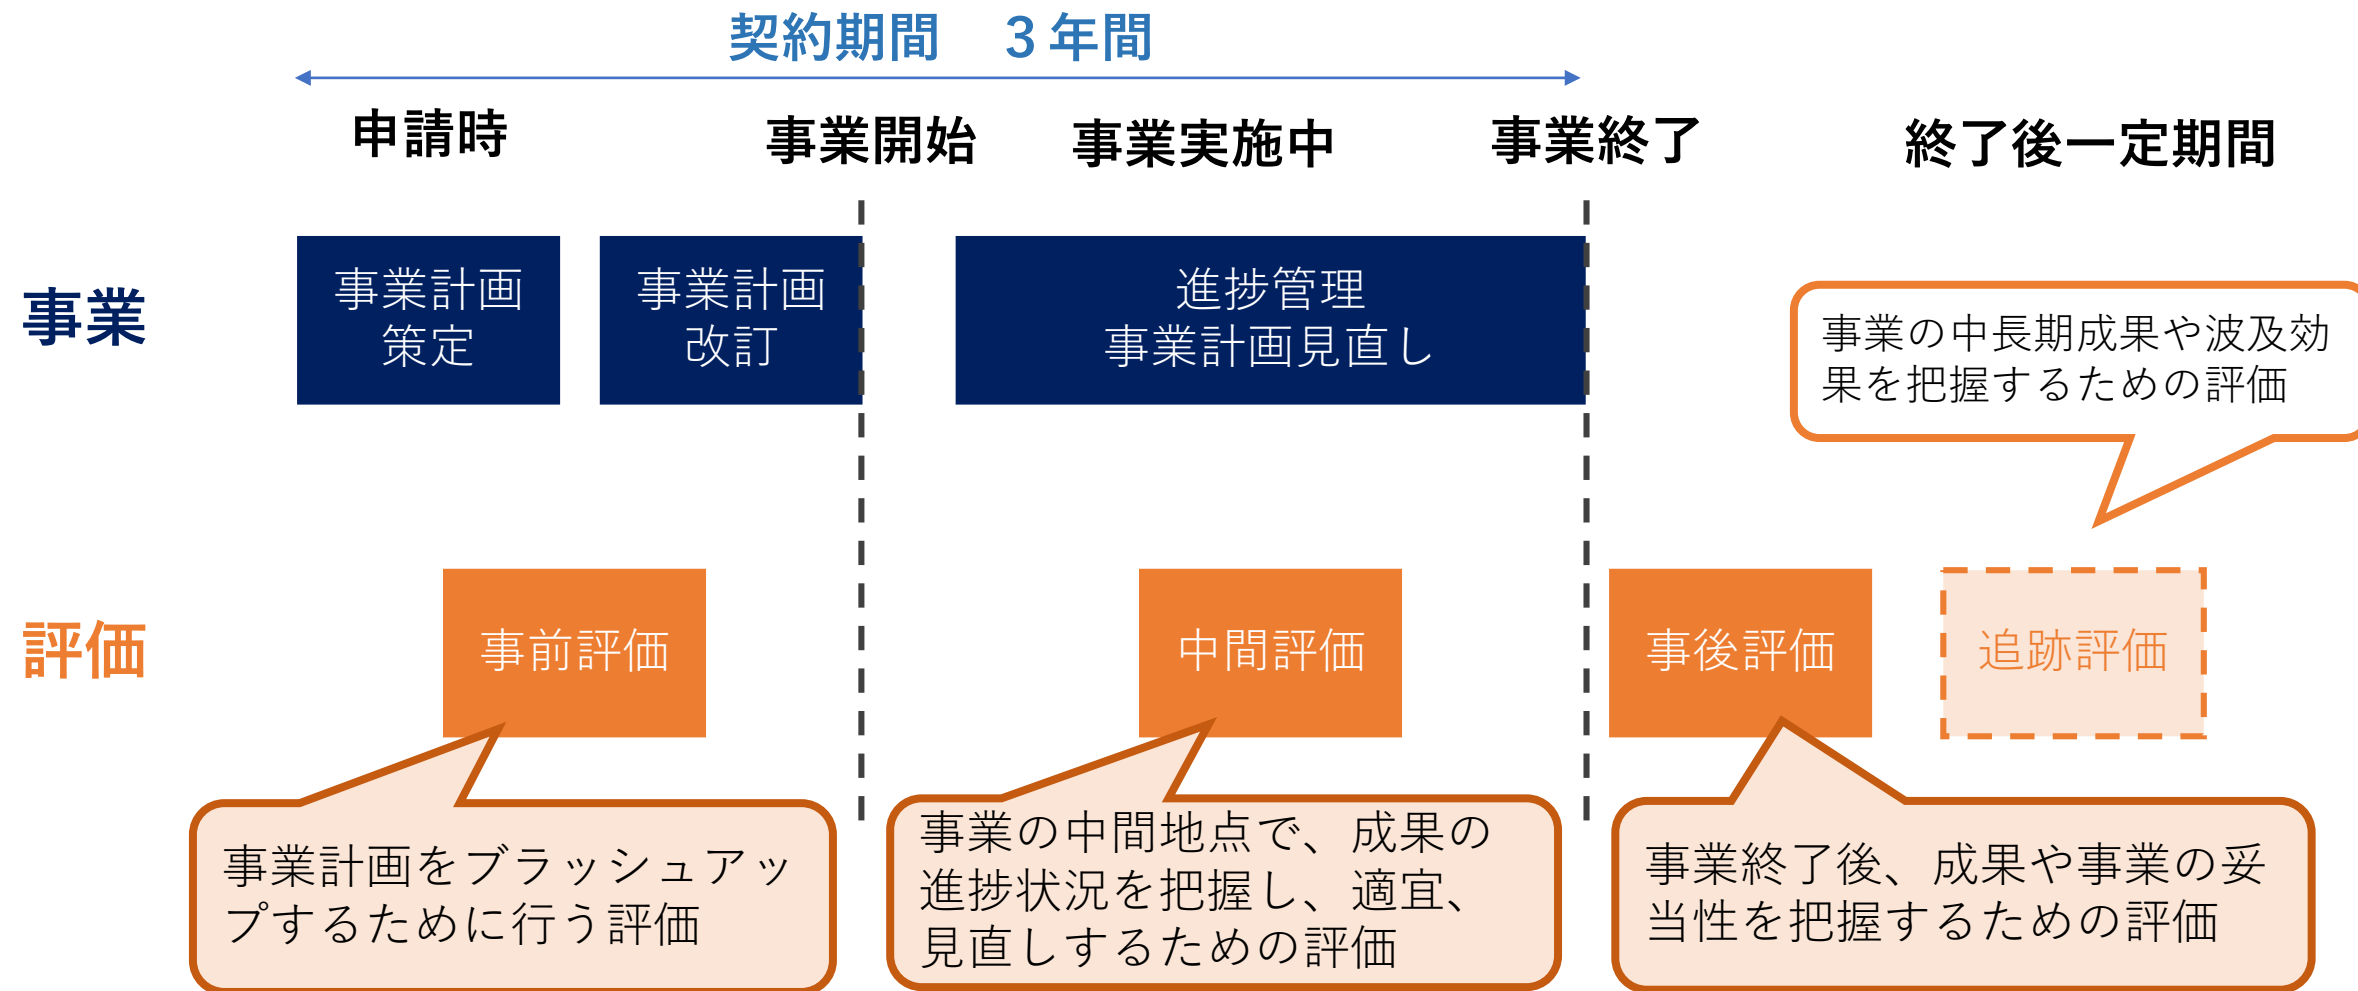 契約期間　３年間
申請時
事業開始
事業実施中
事業終了
終了後一定期間
事業
事業計画
策定
事業計画
改訂
進捗管理
事業計画見直し
事業の中長期成果や波及効
果を把握するための評価
評価
事前評価
中間評価
事後評価
追跡評価
事業計画をブラッシュアッ
プするために行う評価
事業の中間地点で、成果の
進捗状況を把握し、適宜、
見直しするための評価
事業終了後、成果や事業の妥
当性を把握するための評価